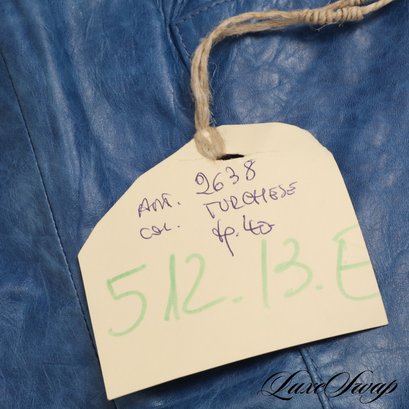 Art. 2638
Col. TURCHESE
tg. 40
512.13.E
LuxeSwap